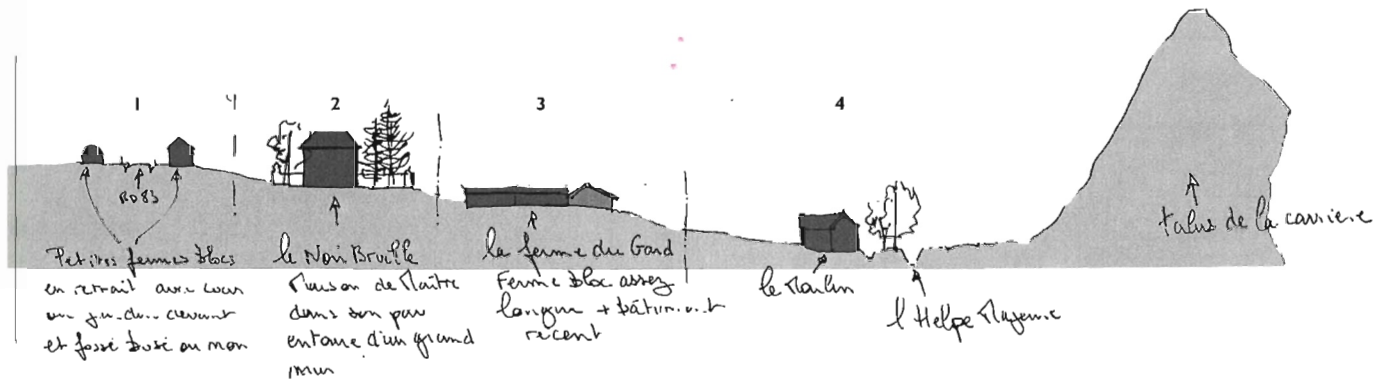 1 4 2 3 4
RD83
Petites fermes blocs
en retrait avec cour
ou jardin devant
et fossé busé ou non
le Noir Bruille
Maison de Maître
dans son parc
entouré d'un grand
mur
la ferme du Gard
Ferme bloc assez
longue + bâtiment
récent
le Moulin
l'Helpe Majeure
talus de la carrière